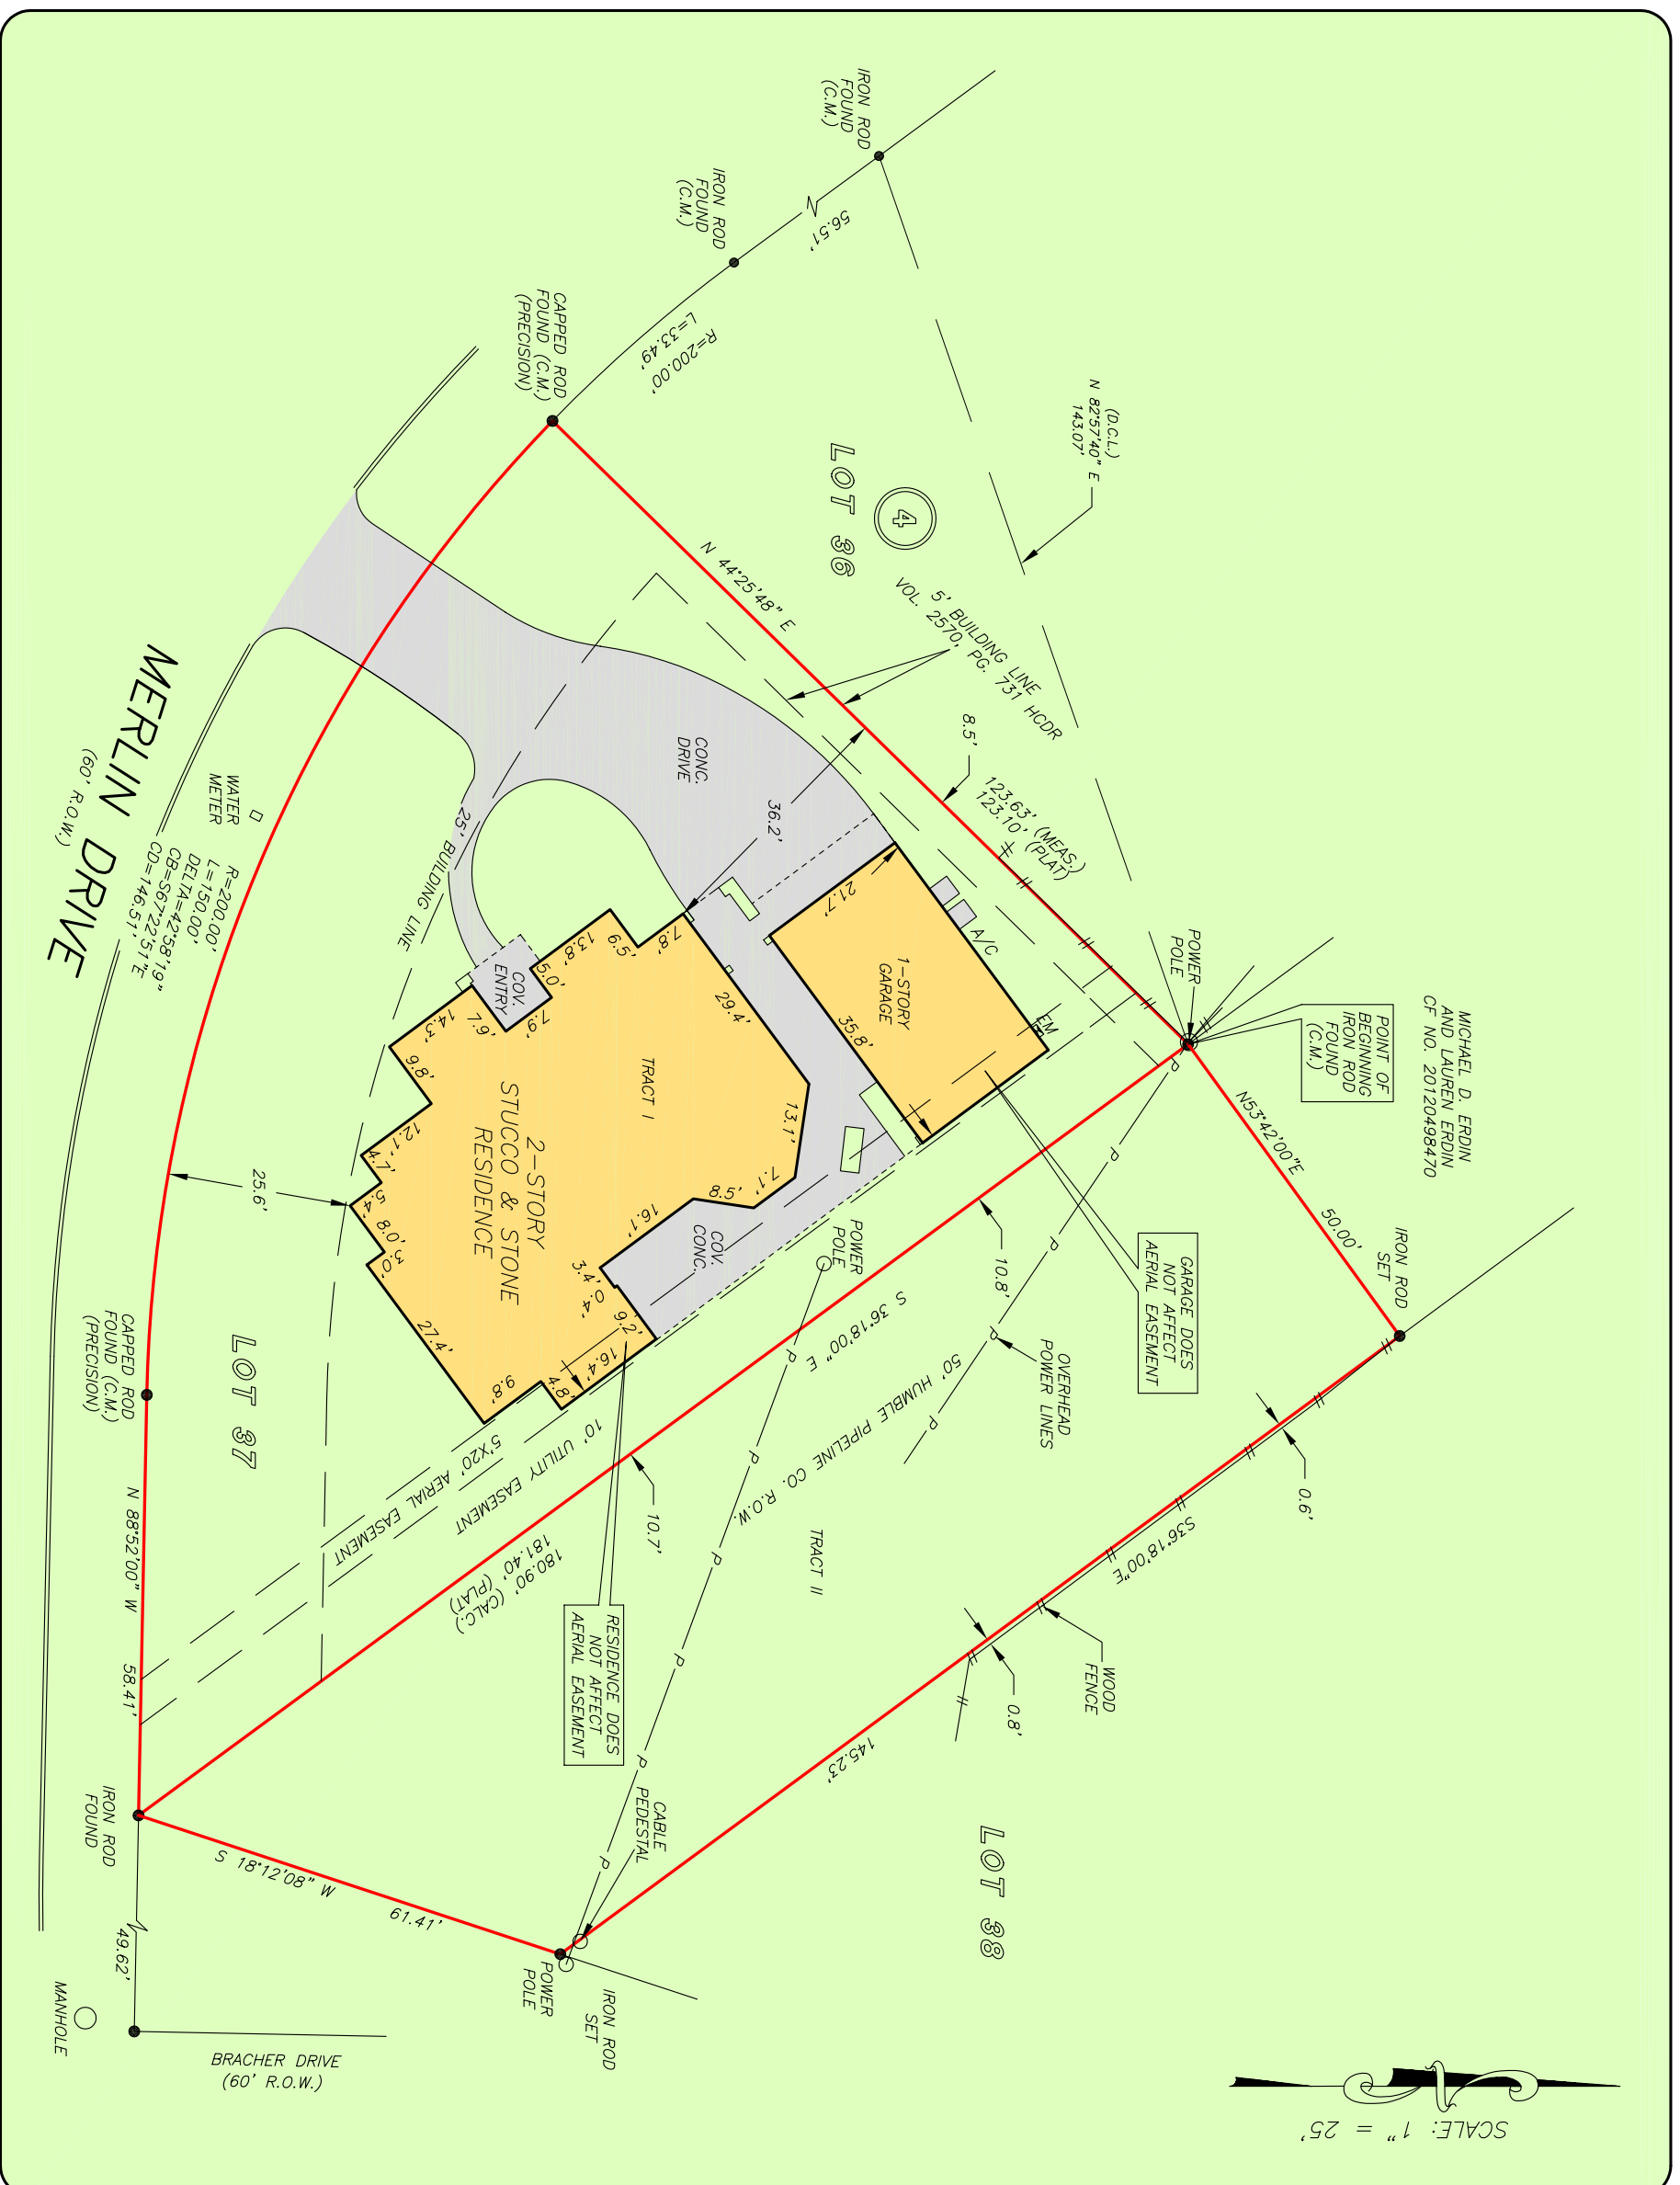 IRON ROD
FOUND
(C.M.)
56.51'
IRON ROD
FOUND
(C.M.)
R=200.00'
L=33.49'
CAPPED ROD
FOUND (C.M.)
(PRECISION)
(D.C.L.)
N 82°57'40" E
143.07'
LOT 36
4
N 44°25'48" E
5' BUILDING LINE
VOL. 2570, PG. 731 HCDR
8.5'
123.63' (MEAS.)
123.10' (PLAT)
MICHAEL D. ERDIN
AND LAUREN ERDIN
CF NO. 20120498470
POINT OF
BEGINNING
IRON ROD
FOUND
(C.M.)
POWER
POLE
N53°42'00"E
50.00'
IRON ROD
SET
A/C
EM
1-STORY
GARAGE
21.7'
35.8'
CONC.
DRIVE
36.2'
25' BUILDING LINE
MERLIN DRIVE
(60' R.O.W.)
WATER
METER
R=200.00'
L=150.00'
DELTA=42°58'19"
CB=S67°22'51"E
CD=146.51'
COV.
ENTRY
7.8'
6.5'
13.8'
5.0'
7.9'
7.9'
14.3'
9.8'
12.1'
4.7'
5.4'
8.0'
3.0'
27.4'
9.8'
4.8'
16.4'
9.2'
0.4'
3.4'
16.1'
8.5'
7.1'
13.1'
29.4'
TRACT I
2-STORY
STUCCO & STONE
RESIDENCE
COV.
CONC.
25.6'
GARAGE DOES
NOT AFFECT
AERIAL EASEMENT
POWER
POLE
10.8'
S 36°18'00" E
OVERHEAD
POWER LINES
P
P
P
P
P
50' HUMBLE PIPELINE CO. R.O.W.
P
P
P
P
P
P
TRACT II
0.6'
S36°18'00"E
WOOD
FENCE
0.8'
145.23'
LOT 38
10' UTILITY EASEMENT
5'X20' AERIAL EASEMENT
10.7'
180.90' (CALC.)
181.40' (PLAT)
RESIDENCE DOES
NOT AFFECT
AERIAL EASEMENT
LOT 37
CAPPED ROD
FOUND (C.M.)
(PRECISION)
N 88°52'00" W
58.41'
IRON ROD
FOUND
S 18°12'08" W
61.41'
CABLE
PEDESTAL
POWER
POLE
IRON ROD
SET
49.62'
MANHOLE
BRACHER DRIVE
(60' R.O.W.)
N
SCALE: 1" = 25'